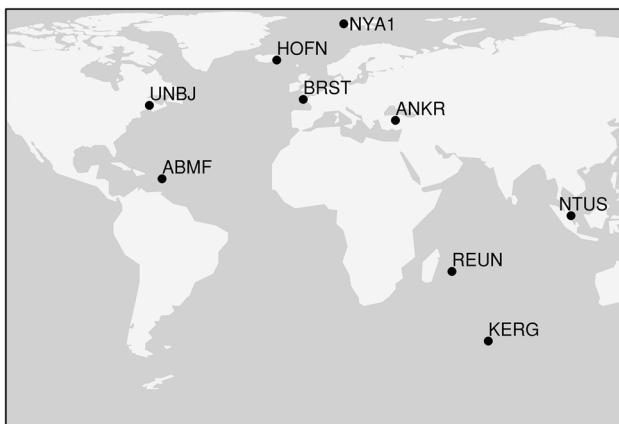 NYA1
HOFN
BRST
UNBJ
ANKR
ABMF
NTUS
REUN
KERG